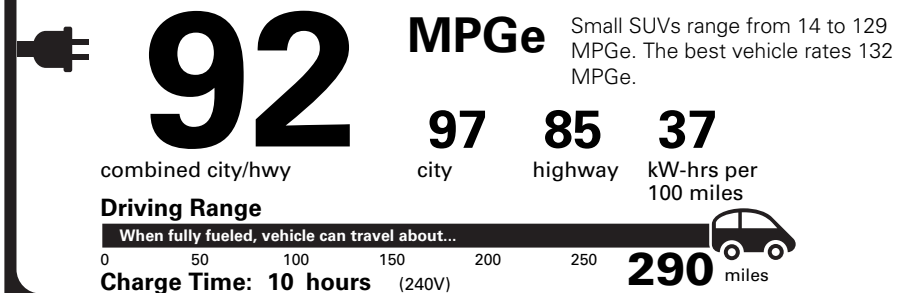 92
MPGe
Small SUVs range from 14 to 129
MPGe. The best vehicle rates 132
MPGe.
combined city/hwy
97
city
85
highway
37
kW-hrs per
100 miles
Driving Range
When fully fueled, vehicle can travel about...
0 50 100 150 200 250 290 miles
Charge Time: 10 hours (240V)